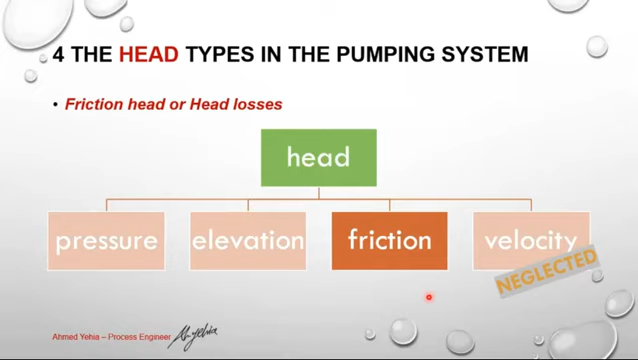 4 THE HEAD TYPES IN THE PUMPING SYSTEM
• Friction head or Head losses
head
pressure
elevation
friction
velocity
NEGLECTED
Ahmed Yehia – Process Engineer